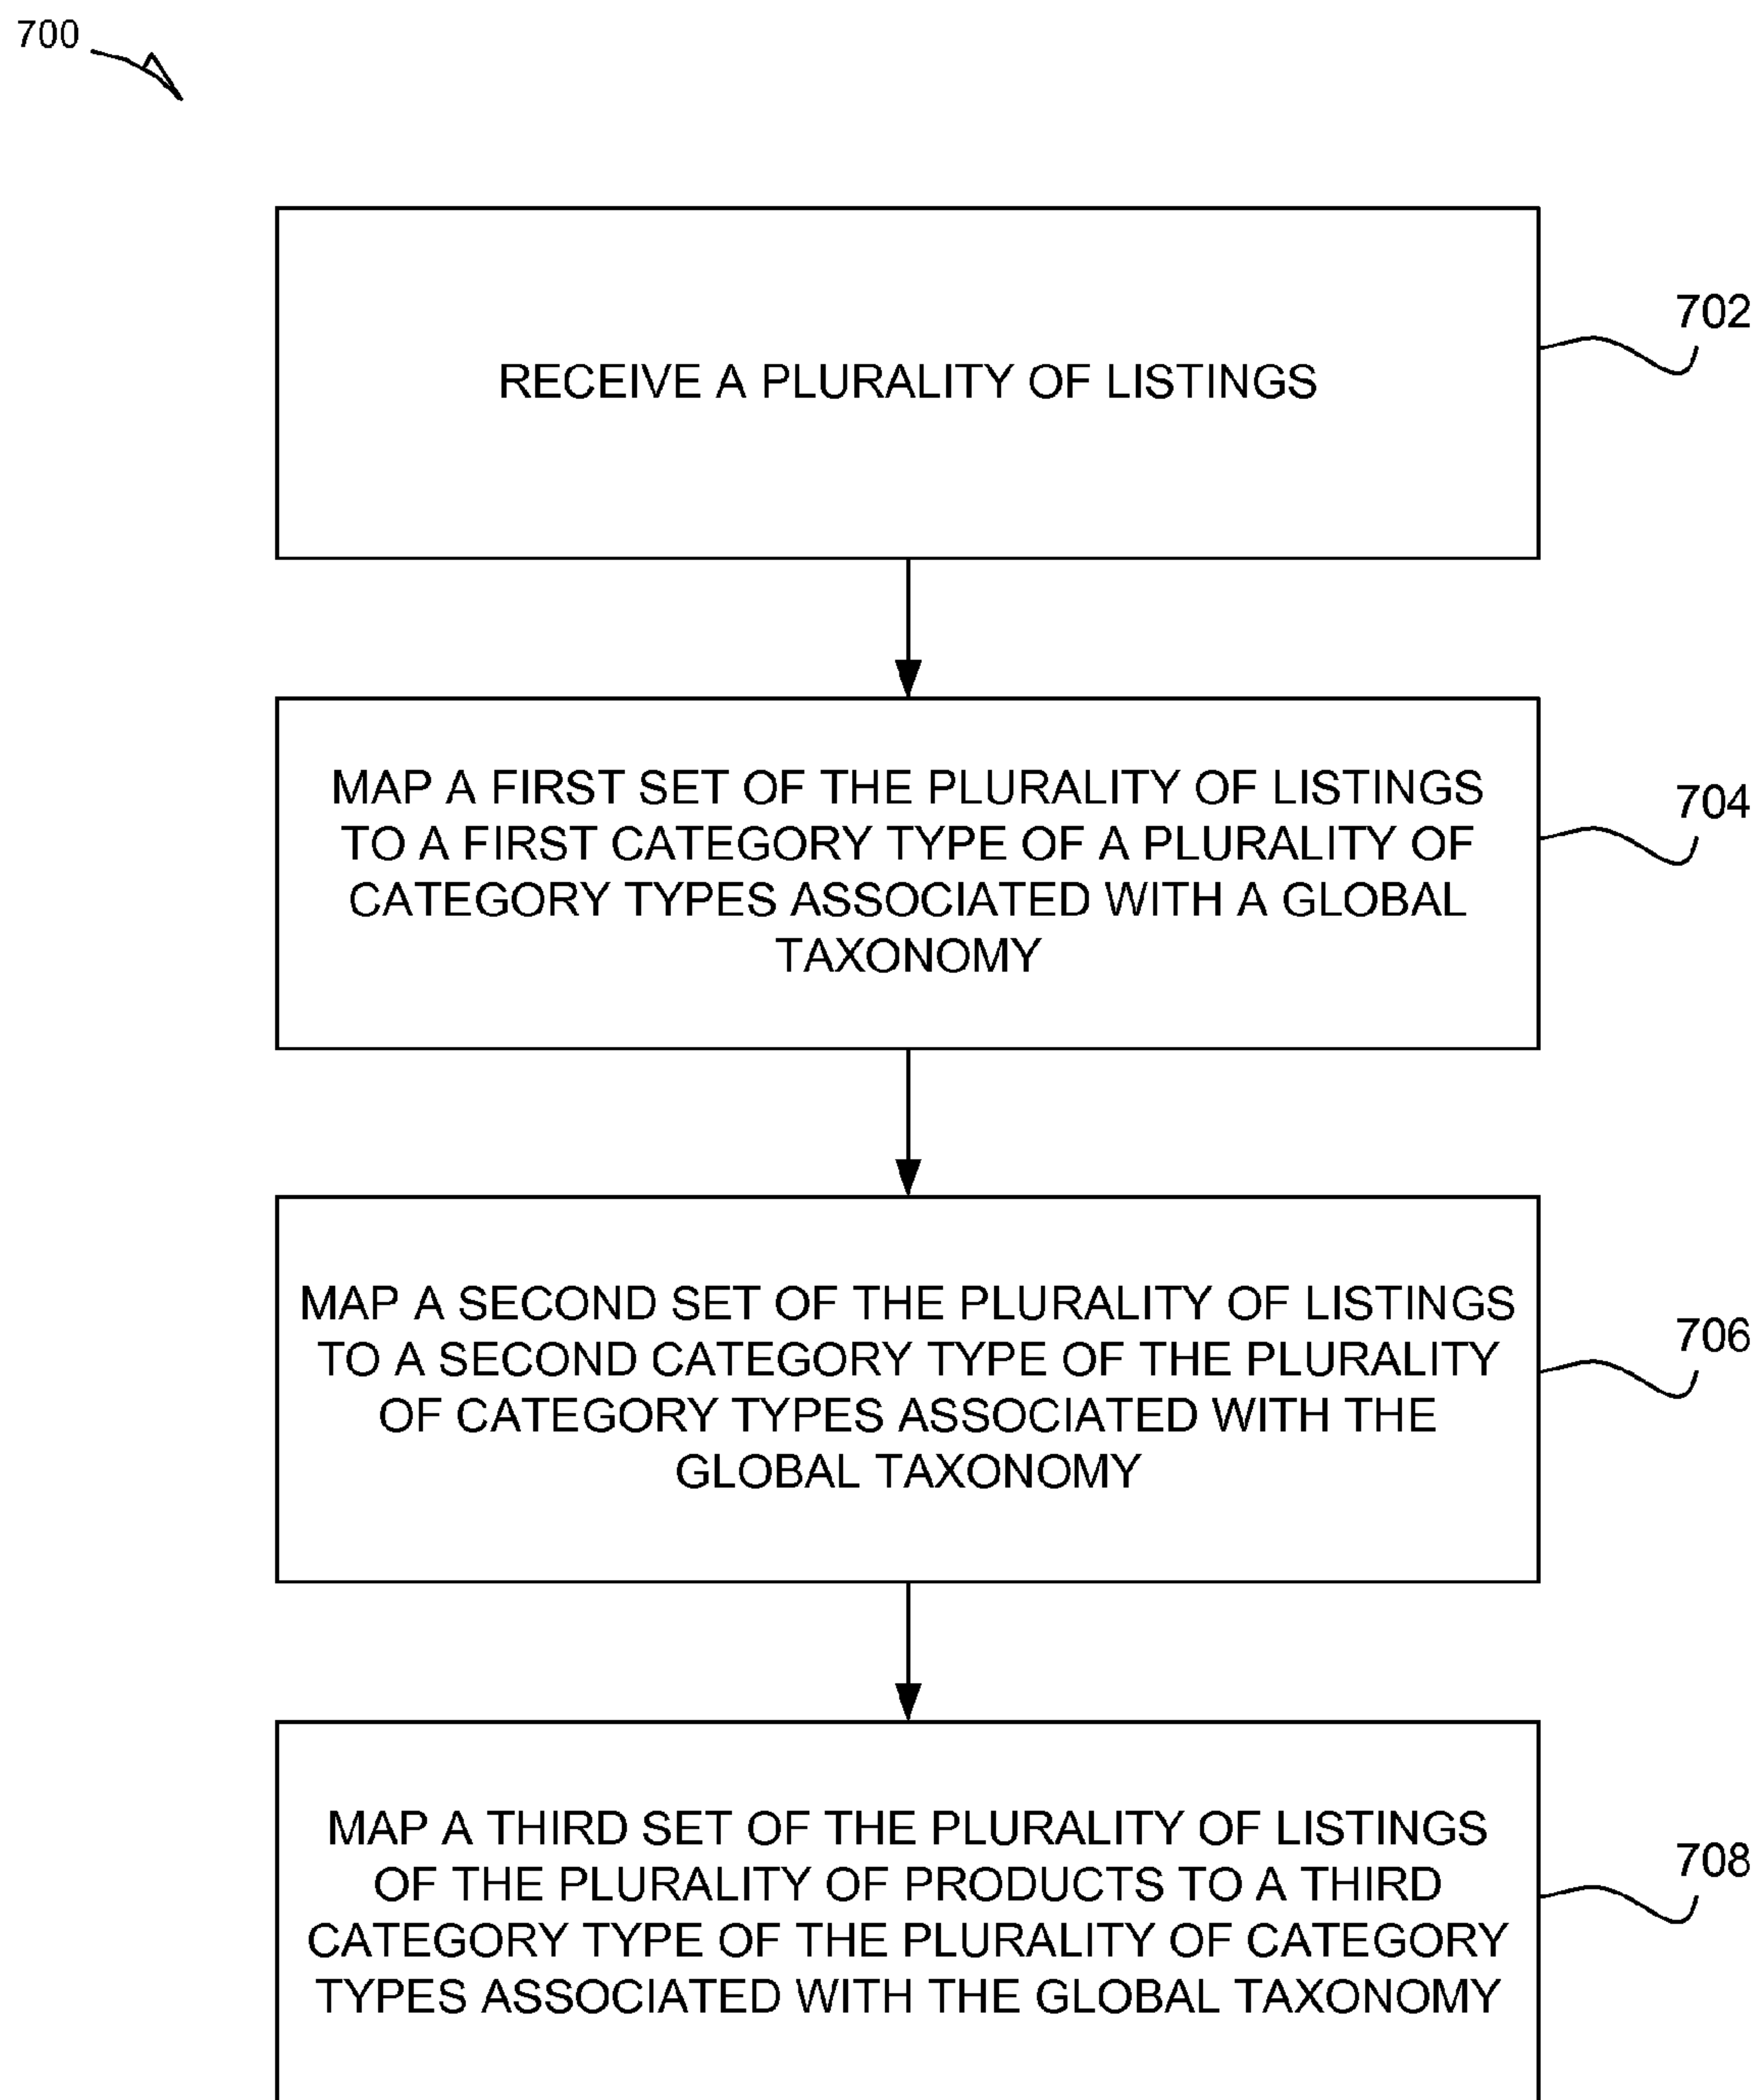 700
RECEIVE A PLURALITY OF LISTINGS
702
MAP A FIRST SET OF THE PLURALITY OF LISTINGS
TO A FIRST CATEGORY TYPE OF A PLURALITY OF
CATEGORY TYPES ASSOCIATED WITH A GLOBAL
TAXONOMY
704
MAP A SECOND SET OF THE PLURALITY OF LISTINGS
TO A SECOND CATEGORY TYPE OF THE PLURALITY
OF CATEGORY TYPES ASSOCIATED WITH THE
GLOBAL TAXONOMY
706
MAP A THIRD SET OF THE PLURALITY OF LISTINGS
OF THE PLURALITY OF PRODUCTS TO A THIRD
CATEGORY TYPE OF THE PLURALITY OF CATEGORY
TYPES ASSOCIATED WITH THE GLOBAL TAXONOMY
708